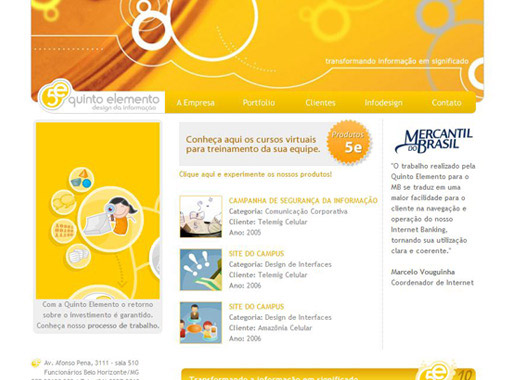 transformando informação em significado
5e quinto elemento
design da informação
A Empresa Portfolio Clientes Infodesign Contato
Conheça aqui os cursos virtuais
para treinamento da sua equipe.
Produtos
5e
Clique aqui e experimente os nossos produtos!
CAMPANHA DE SEGURANÇA DA INFORMAÇÃO
Categoria: Comunicação Corporativa
Cliente: Telemig Celular
Ano: 2005
SITE DO CAMPUS
Categoria: Design de Interfaces
Cliente: Telemig Celular
Ano: 2006
SITE DO CAMPUS
Categoria: Design de Interfaces
Cliente: Amazônia Celular
Ano: 2006
MERCANTIL
DO BRASIL
"O trabalho realizado pela
Quinto Elemento para o
MB se traduz em uma
maior facilidade para o
cliente na navegação e
operação do nosso
Internet Banking,
tornando sua utilização
clara e coerente."
Marcelo Vouguinha
Coordenador de Internet
Com a Quinto Elemento o retorno
sobre o investimento é garantido.
Conheça nosso processo de trabalho.
Av. Afonso Pena, 3111 - sala 510
Funcionários Belo Horizonte/MG
Transformando a informação em significado
5e 10